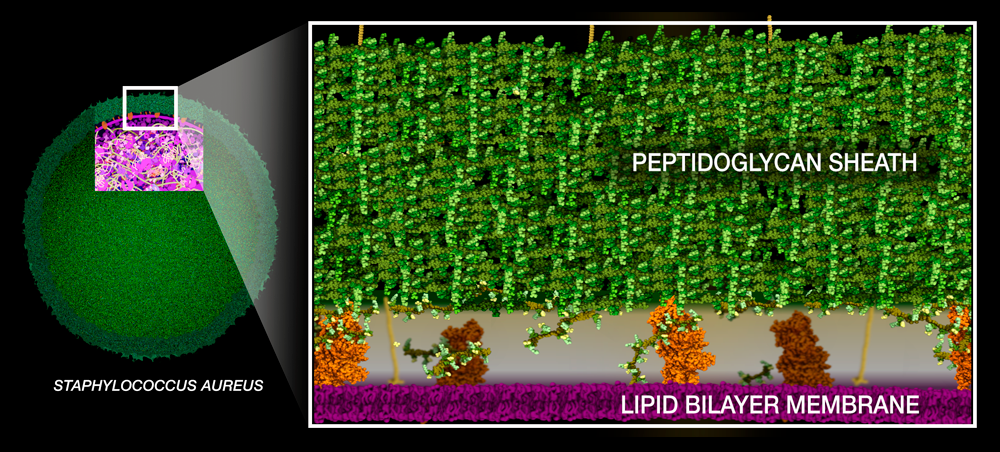 PEPTIDOGLYCAN SHEATH
STAPHYLOCOCCUS AUREUS
LIPID BILAYER MEMBRANE